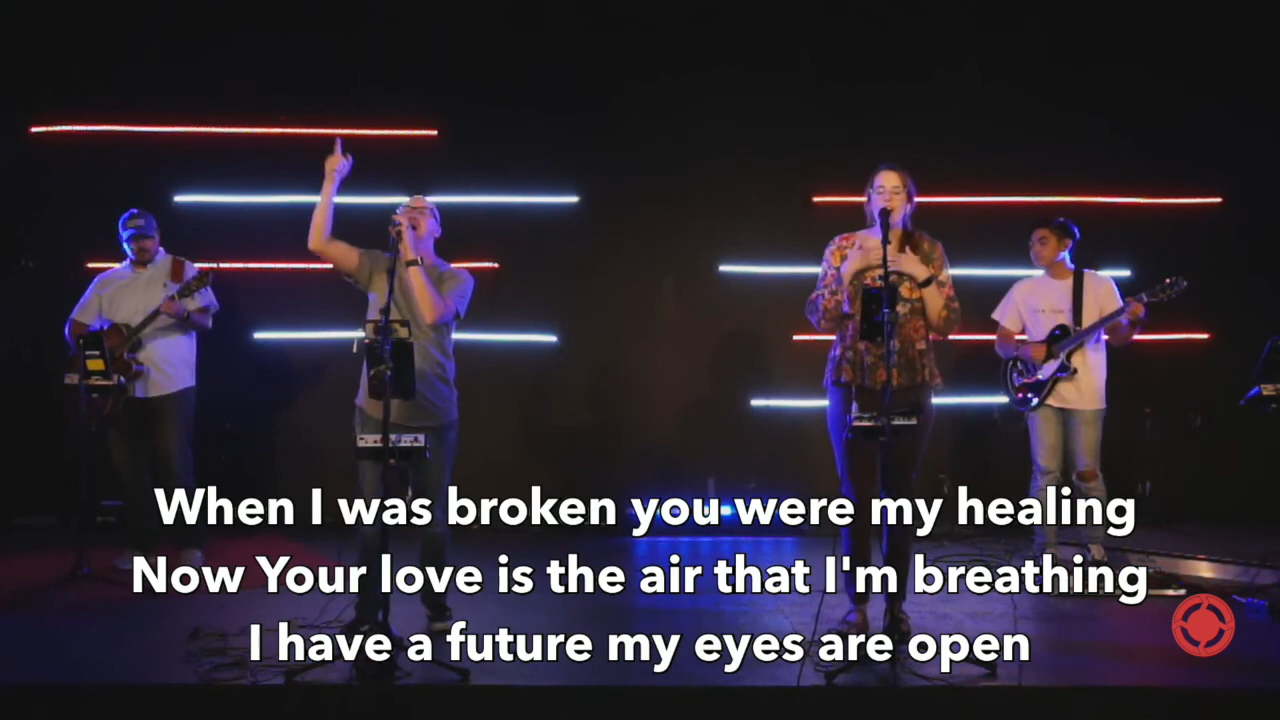 When I was broken you were my healing
Now Your love is the air that I'm breathing
I have a future my eyes are open